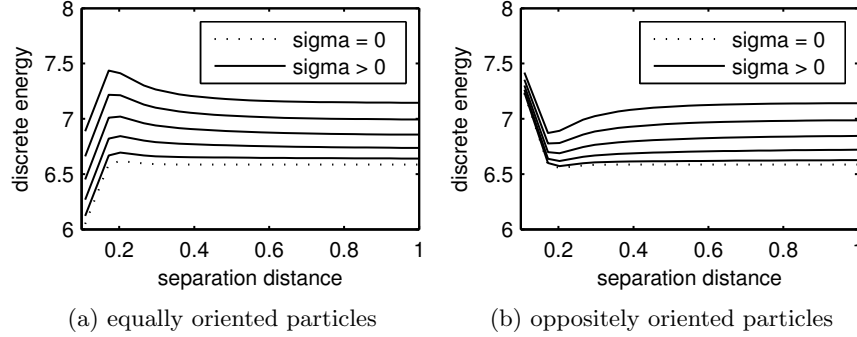 8
7.5
7
6.5
6
discrete energy
sigma = 0
sigma > 0
0.2 0.4 0.6 0.8 1
separation distance
(a) equally oriented particles
8
7.5
7
6.5
6
discrete energy
sigma = 0
sigma > 0
0.2 0.4 0.6 0.8 1
separation distance
(b) oppositely oriented particles